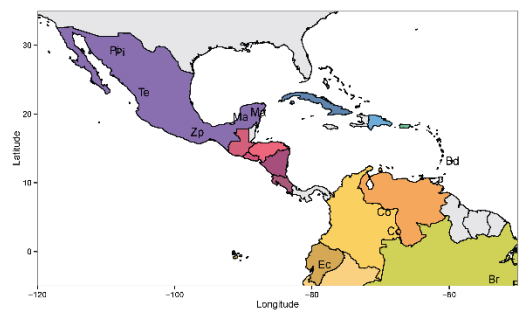 30
Pi
Pi
Te
20
Ma
Ma
Zp
Bd
10
Co
Co
0
Ec
Br
Latitude
−120
−100
−80
−60
Longitude